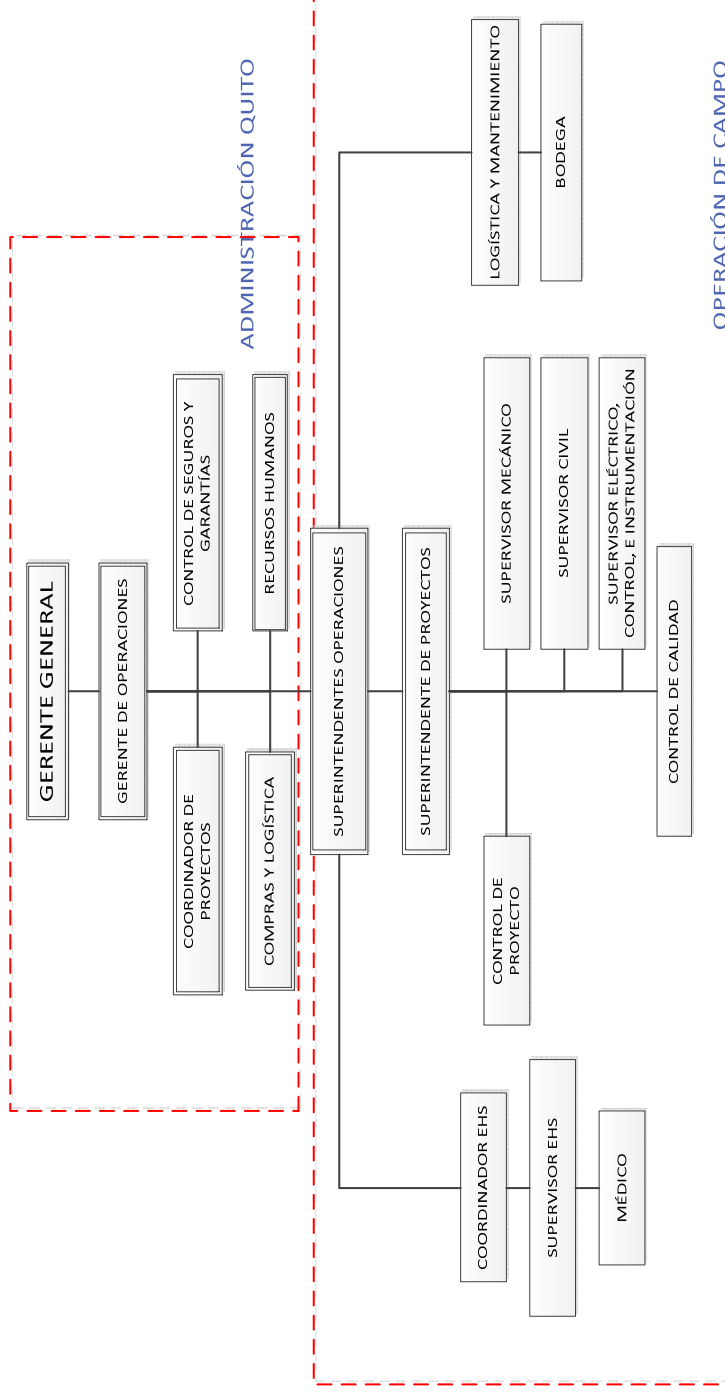 GERENTE GENERAL
GERENTE DE OPERACIONES
COORDINADOR DE
PROYECTOS
CONTROL DE SEGUROS Y
GARANTÍAS
COMPRAS Y LOGÍSTICA
RECURSOS HUMANOS
ADMINISTRACIÓN QUITO
SUPERINTENDENTES OPERACIONES
SUPERINTENDENTE DE PROYECTOS
COORDINADOR EHS
SUPERVISOR EHS
MÉDICO
CONTROL DE
PROYECTO
SUPERVISOR MECÁNICO
SUPERVISOR CIVIL
SUPERVISOR ELÉCTRICO,
CONTROL, E INSTRUMENTACIÓN
CONTROL DE CALIDAD
LOGÍSTICA Y MANTENIMIENTO
BODEGA
OPERACIÓN DE CAMPO